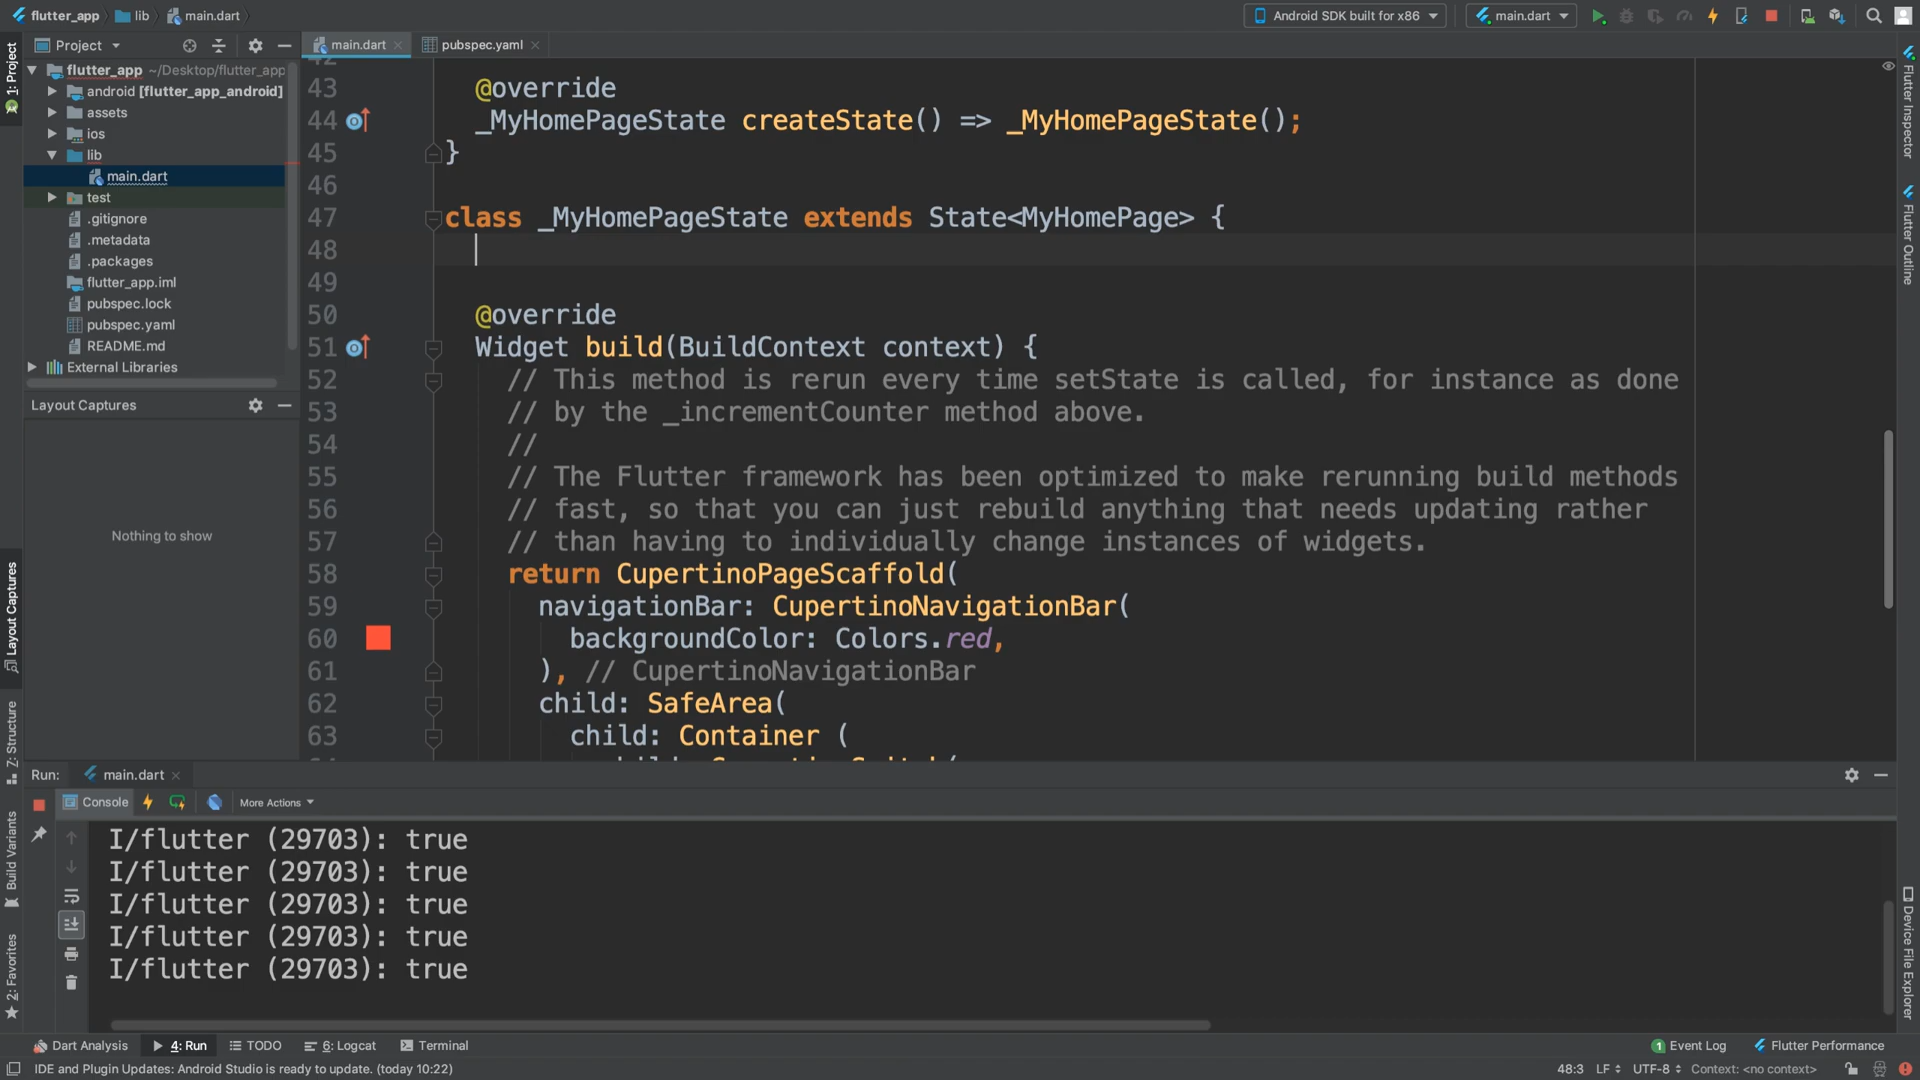 flutter_app lib main.dart Android SDK built for x86 main.dart
Project main.dart pubspec.yaml
1: Project
flutter_app ~/Desktop/flutter_app
android [flutter_app_android]
assets
ios
lib
main.dart
test
.gitignore
.metadata
.packages
flutter_app.iml
pubspec.lock
pubspec.yaml
README.md
External Libraries
Layout Captures
Nothing to show
Layout Captures
Z: Structure
Build Variants
2: Favorites
43 @override
44 _MyHomePageState createState() => _MyHomePageState();
45 }
46
47 class _MyHomePageState extends State<MyHomePage> {
48
49
50 @override
51 Widget build(BuildContext context) {
52 // This method is rerun every time setState is called, for instance as done
53 // by the _incrementCounter method above.
54 //
55 // The Flutter framework has been optimized to make rerunning build methods
56 // fast, so that you can just rebuild anything that needs updating rather
57 // than having to individually change instances of widgets.
58 return CupertinoPageScaffold(
59 navigationBar: CupertinoNavigationBar(
60 backgroundColor: Colors.red,
61 ), // CupertinoNavigationBar
62 child: SafeArea(
63 child: Container (
Flutter Inspector
Flutter Outline
Device File Explorer
Run: main.dart
Console More Actions
I/flutter (29703): true
I/flutter (29703): true
I/flutter (29703): true
I/flutter (29703): true
I/flutter (29703): true
Dart Analysis 4: Run TODO 6: Logcat Terminal 1 Event Log Flutter Performance
IDE and Plugin Updates: Android Studio is ready to update. (today 10:22) 48:3 LF UTF-8 Context: <no context>